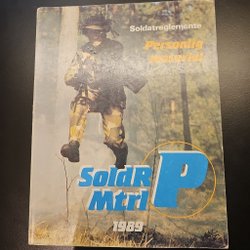 Soldatreglemente
Personlig
materiel
SoldR
Mtrl P
1989